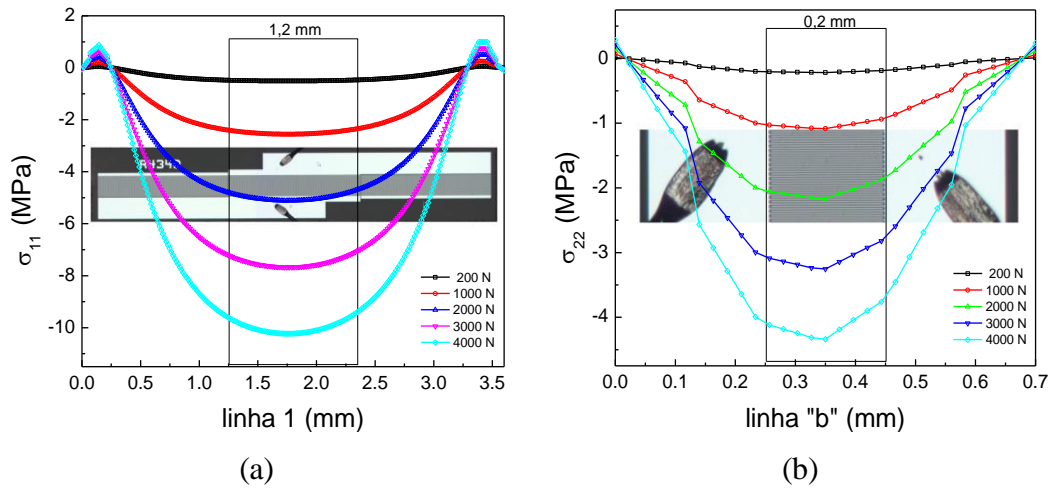 2
0
-2
-4
-6
-8
-10
σ11 (MPa)
1,2 mm
200 N
1000 N
2000 N
3000 N
4000 N
0.0 0.5 1.0 1.5 2.0 2.5 3.0 3.5
linha 1 (mm)
(a)
0
-1
-2
-3
-4
σ22 (MPa)
0,2 mm
200 N
1000 N
2000 N
3000 N
4000 N
0.0 0.1 0.2 0.3 0.4 0.5 0.6 0.7
linha "b" (mm)
(b)